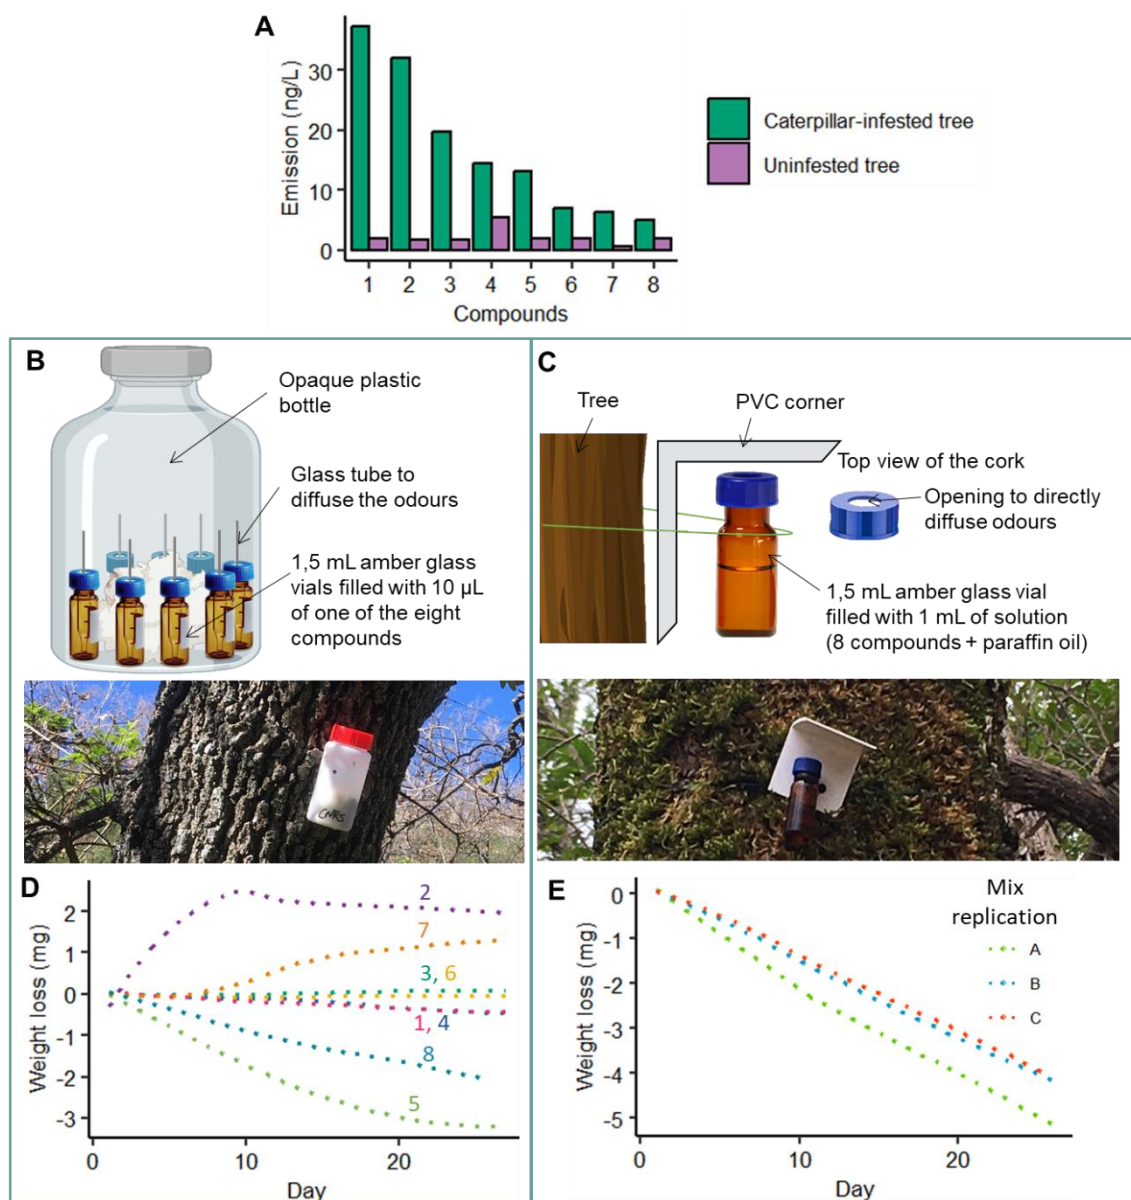 A
Emission (ng/L)
30
20
10
0
1 2 3 4 5 6 7 8
Compounds
Caterpillar-infested tree
Uninfested tree
B
Opaque plastic
bottle
Glass tube to
diffuse the odours
1,5 mL amber glass
vials filled with 10 µL
of one of the eight
compounds
CNRS
C
Tree
PVC corner
Top view of the cork
Opening to directly
diffuse odours
1,5 mL amber glass vial
filled with 1 mL of solution
(8 compounds + paraffin oil)
D
Weight loss (mg)
2
1
0
-1
-2
-3
2
7
3, 6
1, 4
8
5
0 10 20
Day
E
Weight loss (mg)
0
-1
-2
-3
-4
-5
Mix
replication
A
B
C
0 10 20
Day